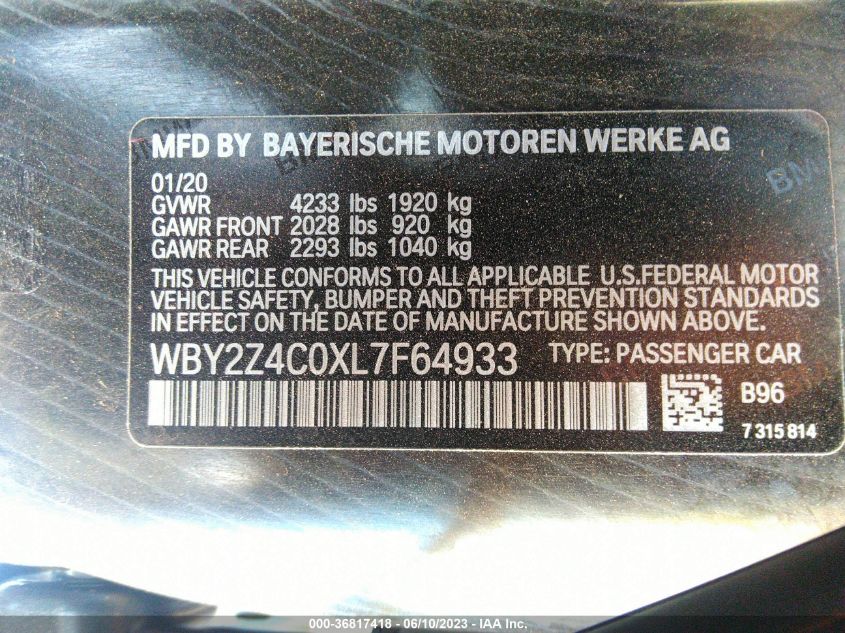 MFD BY BAYERISCHE MOTOREN WERKE AG
01/20
GVWR 4233 lbs 1920 kg
GAWR FRONT 2028 lbs 920 kg
GAWR REAR 2293 lbs 1040 kg
THIS VEHICLE CONFORMS TO ALL APPLICABLE U.S.FEDERAL MOTOR
VEHICLE SAFETY, BUMPER AND THEFT PREVENTION STANDARDS
IN EFFECT ON THE DATE OF MANUFACTURE SHOWN ABOVE.
WBY2Z4C0XL7F64933 TYPE: PASSENGER CAR
B96
7 315 814
000-36817418 - 06/10/2023 - IAA Inc.